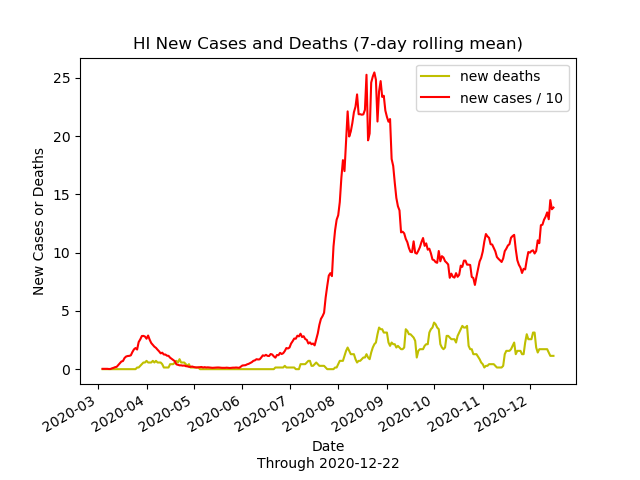 HI New Cases and Deaths (7-day rolling mean)
new deaths
new cases / 10
New Cases or Deaths
25
20
15
10
5
0
2020-03
2020-04
2020-05
2020-06
2020-07
2020-08
2020-09
2020-10
2020-11
2020-12
Date
Through 2020-12-22